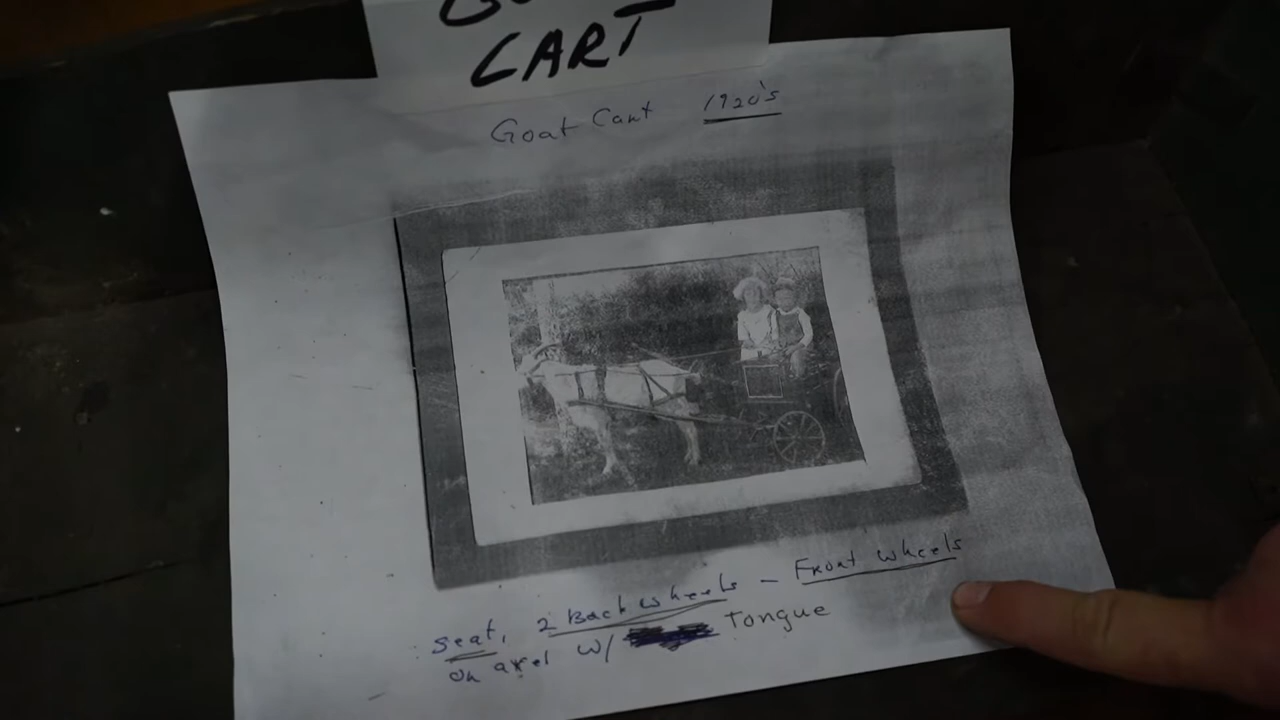 CART
Goat Cart 1920's
Seat, 2 Back wheels - Front wheels
on axel w/ Tongue